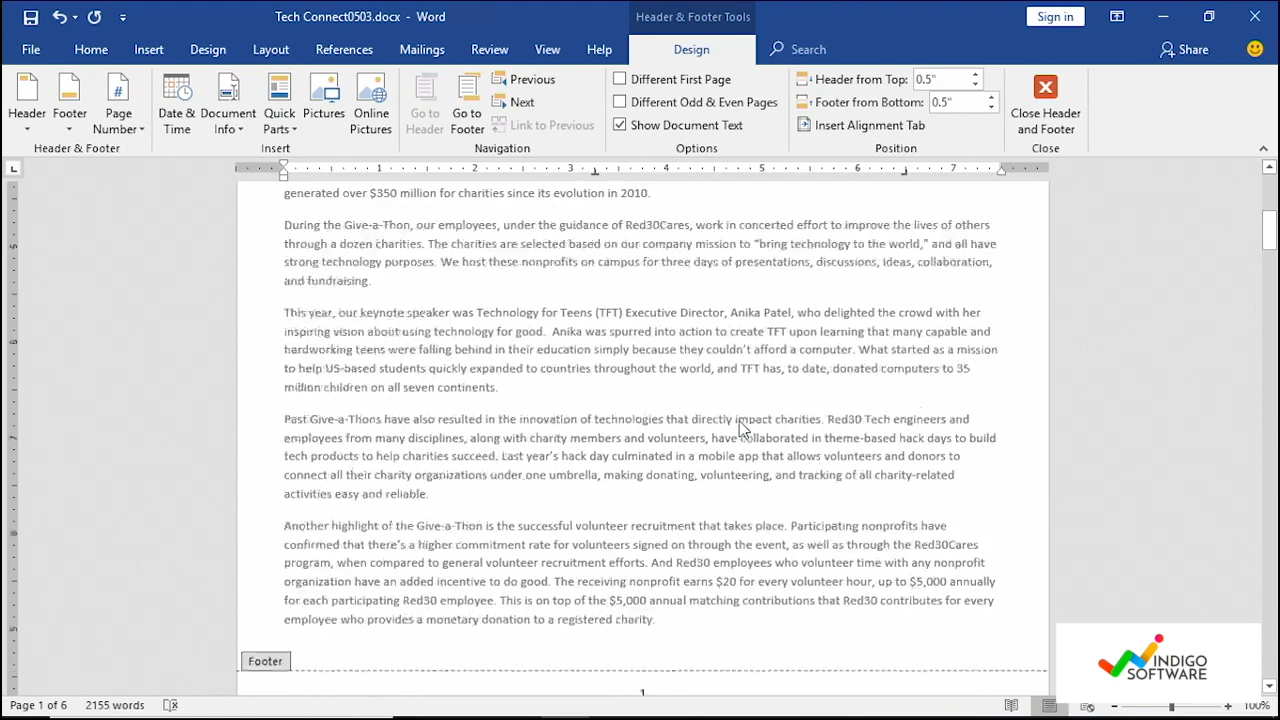 Tech Connect0503.docx - Word
Header & Footer Tools
Sign in
File Home Insert Design Layout References Mailings Review View Help Design Search Share
Header Footer Page Number
Date & Time Document Info Quick Parts Pictures Online Pictures
Go to Header Go to Footer
Previous
Next
Link to Previous
Different First Page
Different Odd & Even Pages
Show Document Text
Header from Top: 0.5"
Footer from Bottom: 0.5"
Insert Alignment Tab
Close Header and Footer
Header & Footer Insert Navigation Options Position Close
1 2 3 4 5 6 7
generated over $350 million for charities since its evolution in 2010.
During the Give-a-Thon, our employees, under the guidance of Red30Cares, work in concerted effort to improve the lives of others
through a dozen charities. The charities are selected based on our company mission to “bring technology to the world,” and all have
strong technology purposes. We host these nonprofits on campus for three days of presentations, discussions, ideas, collaboration,
and fundraising.
This year, our keynote speaker was Technology for Teens (TFT) Executive Director, Anika Patel, who delighted the crowd with her
inspiring vision about using technology for good. Anika was spurred into action to create TFT upon learning that many capable and
hardworking teens were falling behind in their education simply because they couldn’t afford a computer. What started as a mission
to help US-based students quickly expanded to countries throughout the world, and TFT has, to date, donated computers to 35
million children on all seven continents.
Past Give-a-Thons have also resulted in the innovation of technologies that directly impact charities. Red30 Tech engineers and
employees from many disciplines, along with charity members and volunteers, have collaborated in theme-based hack days to build
tech products to help charities succeed. Last year’s hack day culminated in a mobile app that allows volunteers and donors to
connect all their charity organizations under one umbrella, making donating, volunteering, and tracking of all charity-related
activities easy and reliable.
Another highlight of the Give-a-Thon is the successful volunteer recruitment that takes place. Participating nonprofits have
confirmed that there’s a higher commitment rate for volunteers signed on through the event, as well as through the Red30Cares
program, when compared to general volunteer recruitment efforts. And Red30 employees who volunteer time with any nonprofit
organization have an added incentive to do good. The receiving nonprofit earns $20 for every volunteer hour, up to $5,000 annually
for each participating Red30 employee. This is on top of the $5,000 annual matching contributions that Red30 contributes for every
employee who provides a monetary donation to a registered charity.
Footer
1
INDIGO
SOFTWARE
Page 1 of 6 2155 words 100%